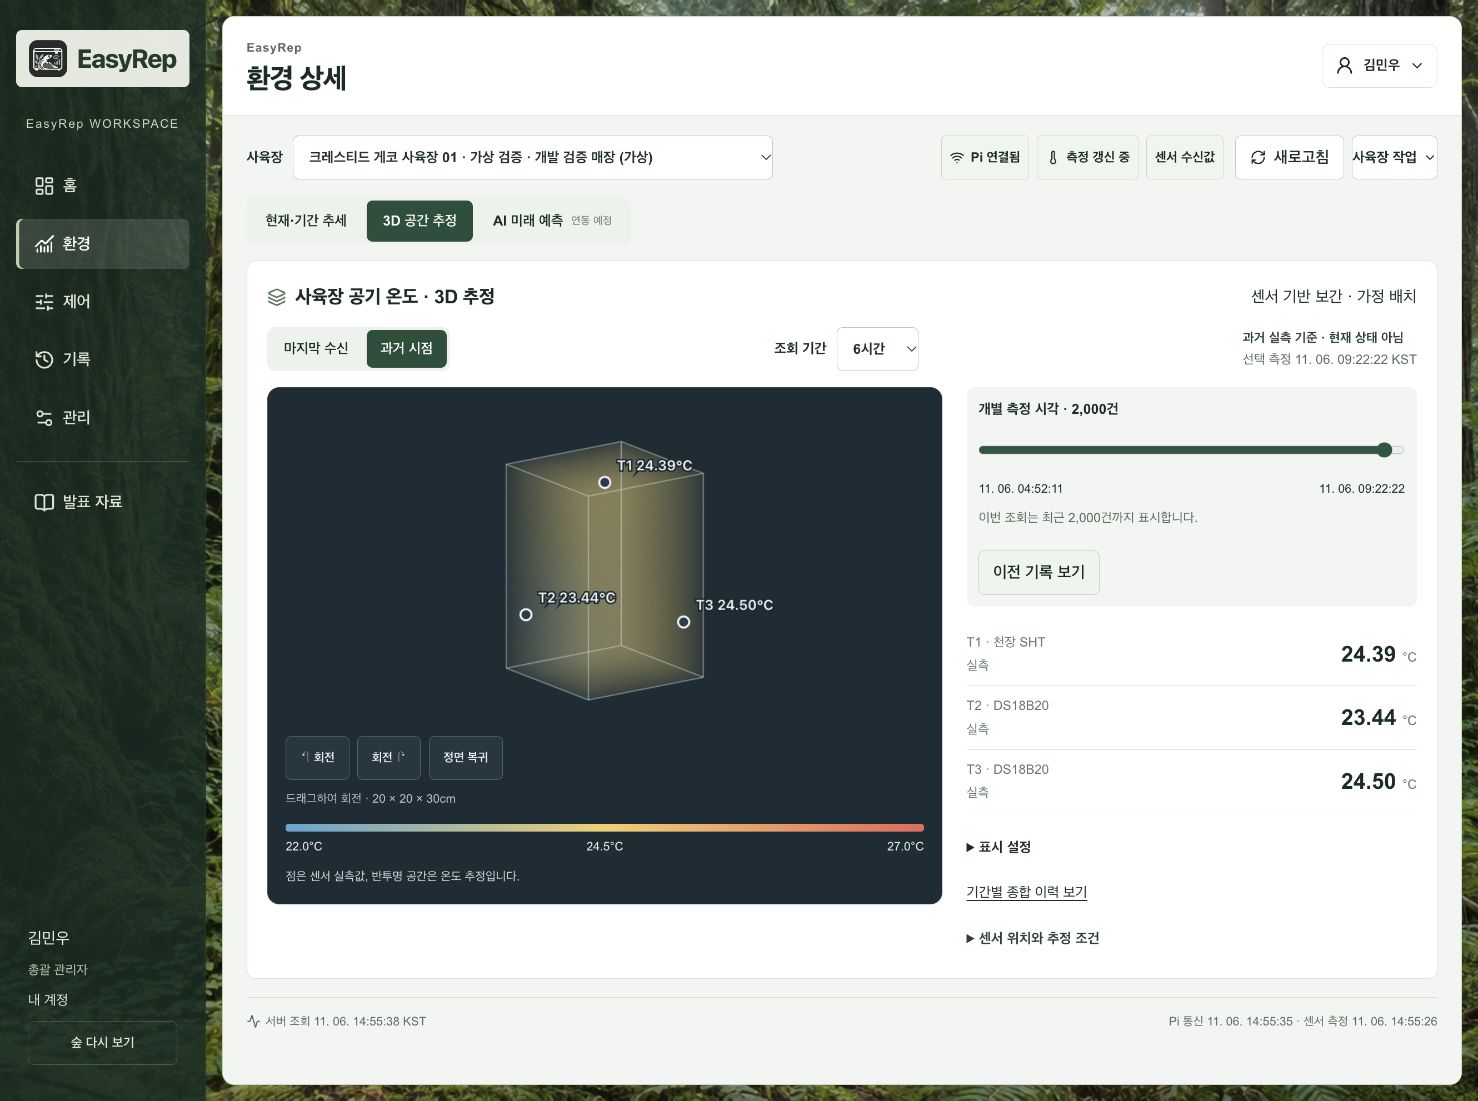 EasyRep
EasyRep WORKSPACE
홈
환경
제어
기록
관리
발표 자료
김민우
총괄 관리자
내 계정
숲 다시 보기
EasyRep
환경 상세
김민우
사육장
크레스티드 게코 사육장 01 · 가상 검증 · 개발 검증 매장 (가상)
Pi 연결됨
측정 갱신 중
센서 수신값
새로고침
사육장 작업
현재·기간 추세
3D 공간 추정
AI 미래 예측 연동 예정
사육장 공기 온도 · 3D 추정
센서 기반 보간 · 가정 배치
마지막 수신
과거 시점
조회 기간
6시간
과거 실측 기준 · 현재 상태 아님
선택 측정 11. 06. 09:22:22 KST
T1 24.39°C
T2 23.44°C
T3 24.50°C
회전
회전
정면 복귀
드래그하여 회전 · 20 × 20 × 30cm
22.0°C
24.5°C
27.0°C
점은 센서 실측값, 반투명 공간은 온도 추정입니다.
개별 측정 시각 · 2,000건
11. 06. 04:52:11
11. 06. 09:22:22
이번 조회는 최근 2,000건까지 표시합니다.
이전 기록 보기
T1 · 천장 SHT
실측
24.39 °C
T2 · DS18B20
실측
23.44 °C
T3 · DS18B20
실측
24.50 °C
표시 설정
기간별 종합 이력 보기
센서 위치와 추정 조건
서버 조회 11. 06. 14:55:38 KST
Pi 통신 11. 06. 14:55:35 · 센서 측정 11. 06. 14:55:26